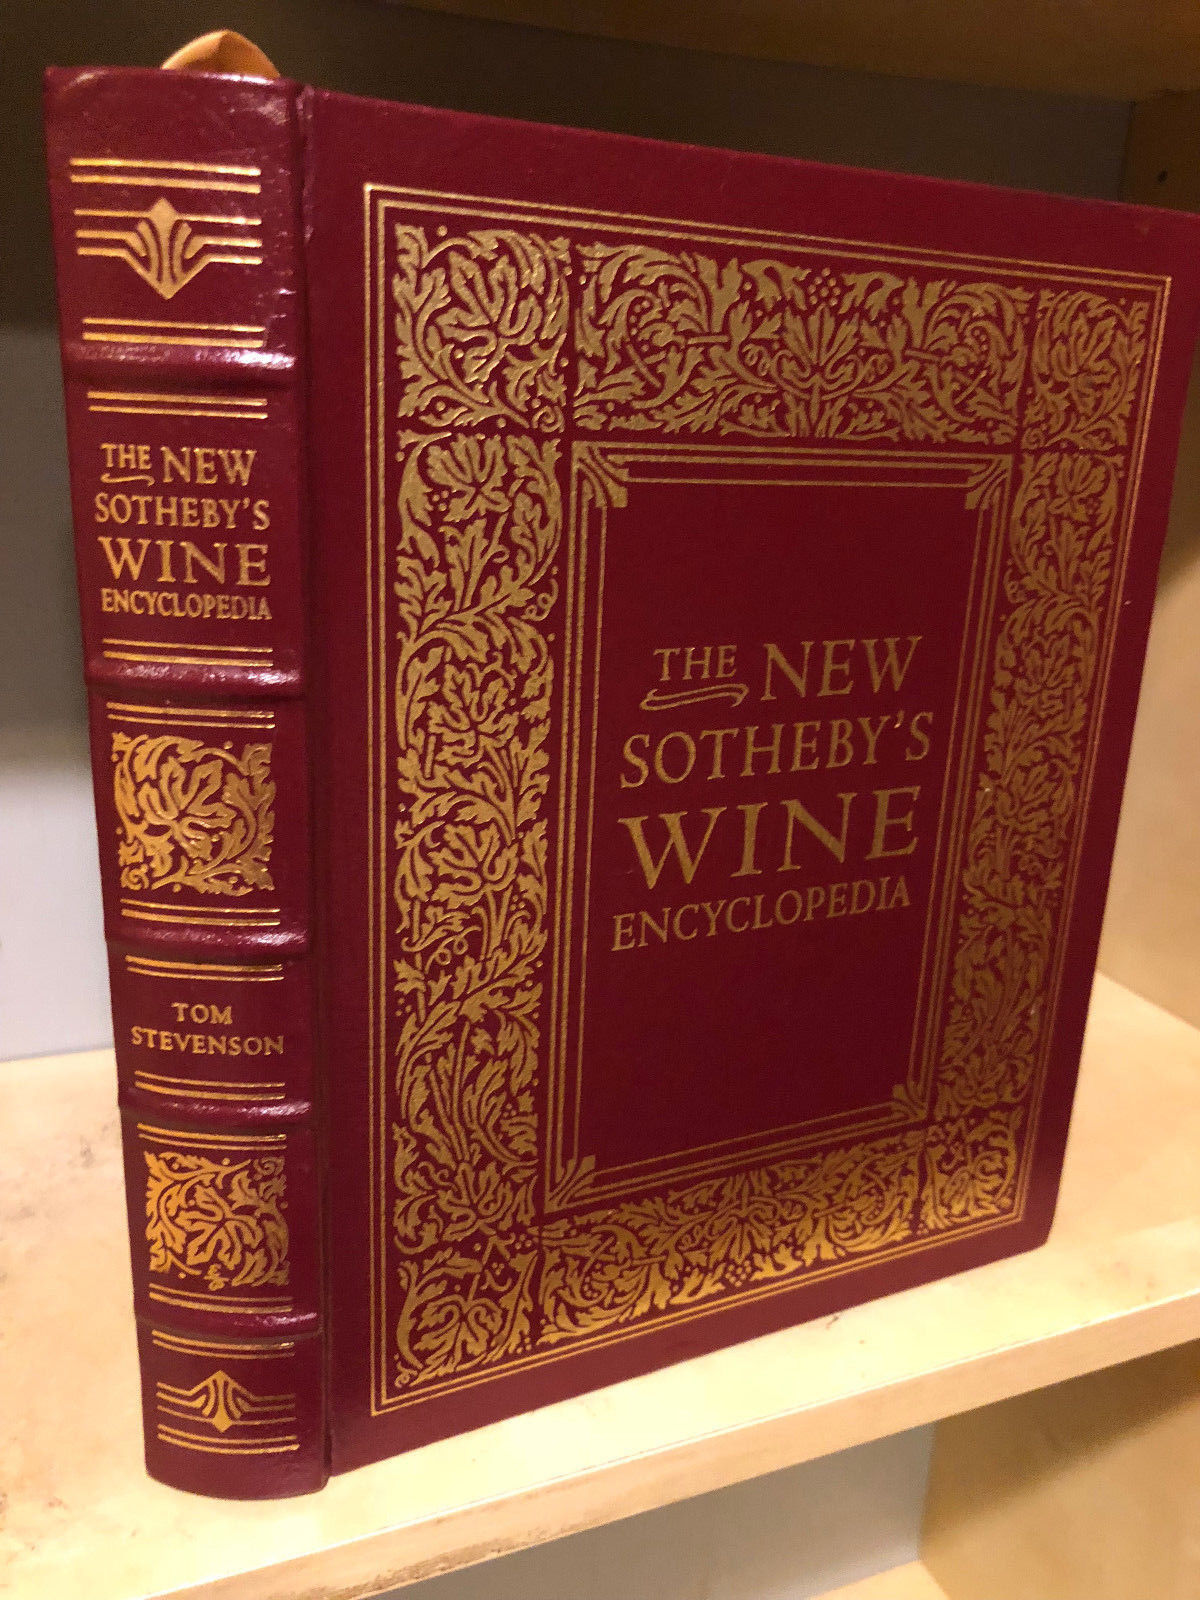 THE NEW
SOTHEBY'S
WINE
ENCYCLOPEDIA
TOM
STEVENSON
THE NEW
SOTHEBY'S
WINE
ENCYCLOPEDIA